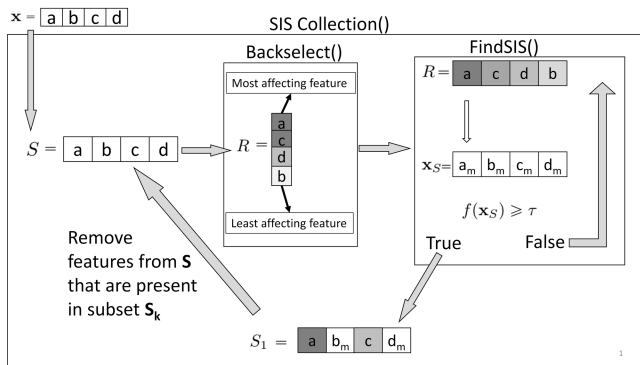 x = a b c d
SIS Collection()
Backselect()
FindSIS()
Most affecting feature
R = a c d b
Least affecting feature
S = a b c d
R = a c d b
x_S = a_m b_m c_m d_m
f(x_S) ⩾ τ
True False
Remove
features from S
that are present
in subset S_k
S_1 = a b_m c d_m
1